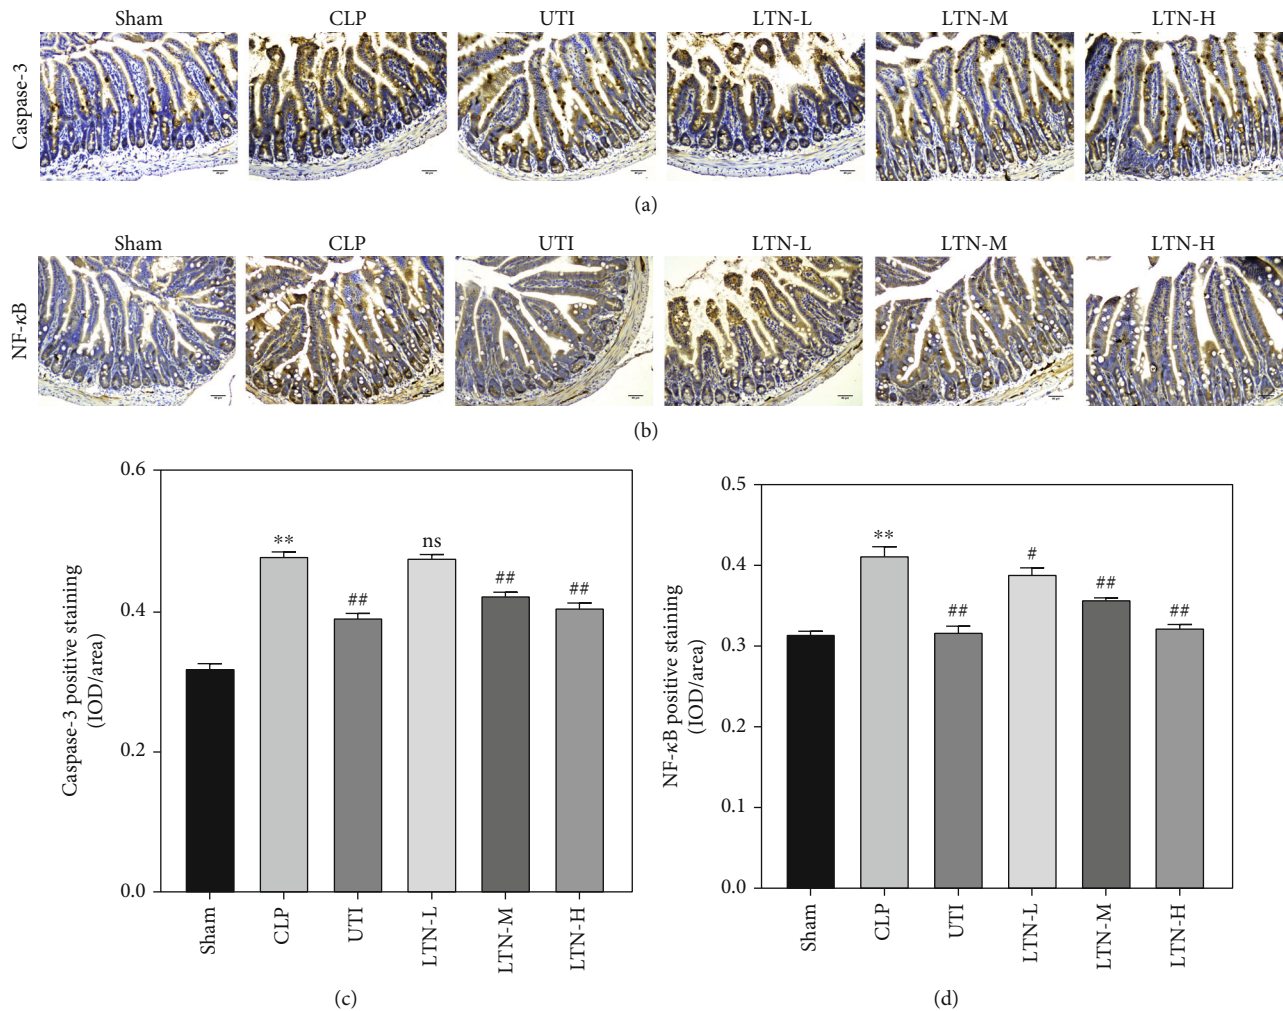 Sham CLP UTI LTN-L LTN-M LTN-H
Caspase-3
(a)
Sham CLP UTI LTN-L LTN-M LTN-H
NF-κB
(b)
0.6
0.4
0.2
0.0
Caspase-3 positive staining
(IOD/area)
**
##
ns
##
##
Sham
CLP
UTI
LTN-L
LTN-M
LTN-H
(c)
0.5
0.4
0.3
0.2
0.1
0.0
NF-κB positive staining
(IOD/area)
**
##
#
##
##
Sham
CLP
UTI
LTN-L
LTN-M
LTN-H
(d)